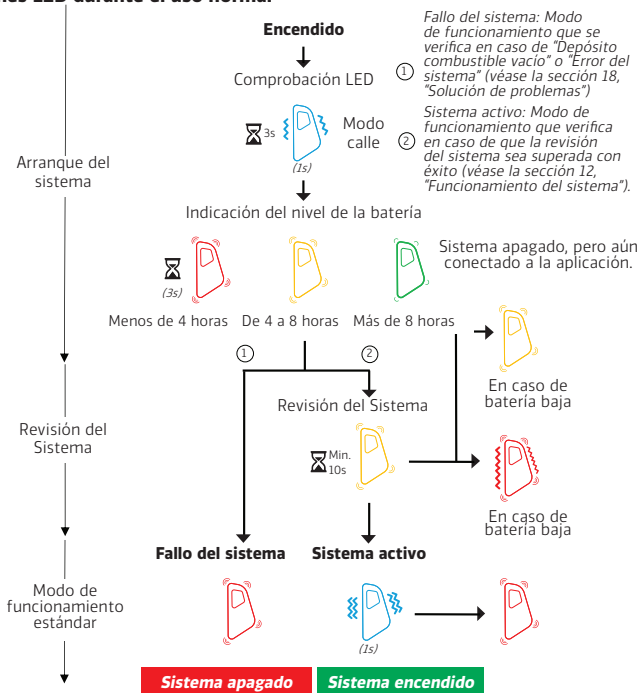 LED durante el uso normal
Encendido
Comprobación LED
3s
Modo
calle
(1s)
1
Fallo del sistema: Modo
de funcionamiento que se
verifica en caso de “Depósito
combustible vacío” o “Error del
sistema” (véase la sección 18,
“Solución de problemas”)
2
Sistema activo: Modo de
funcionamiento que verifica
en caso de que la revisión
del sistema sea superada con
éxito (véase la sección 12,
“Funcionamiento del sistema”).
Arranque del
sistema
Indicación del nivel de la batería
(3s)
Sistema apagado, pero aún
conectado a la aplicación.
Menos de 4 horas
De 4 a 8 horas
Más de 8 horas
1
2
En caso de
batería baja
Revisión del Sistema
Revisión del
Sistema
Min.
10s
En caso de
batería baja
Fallo del sistema
Sistema activo
Modo de
funcionamiento
estándar
(1s)
Sistema apagado
Sistema encendido